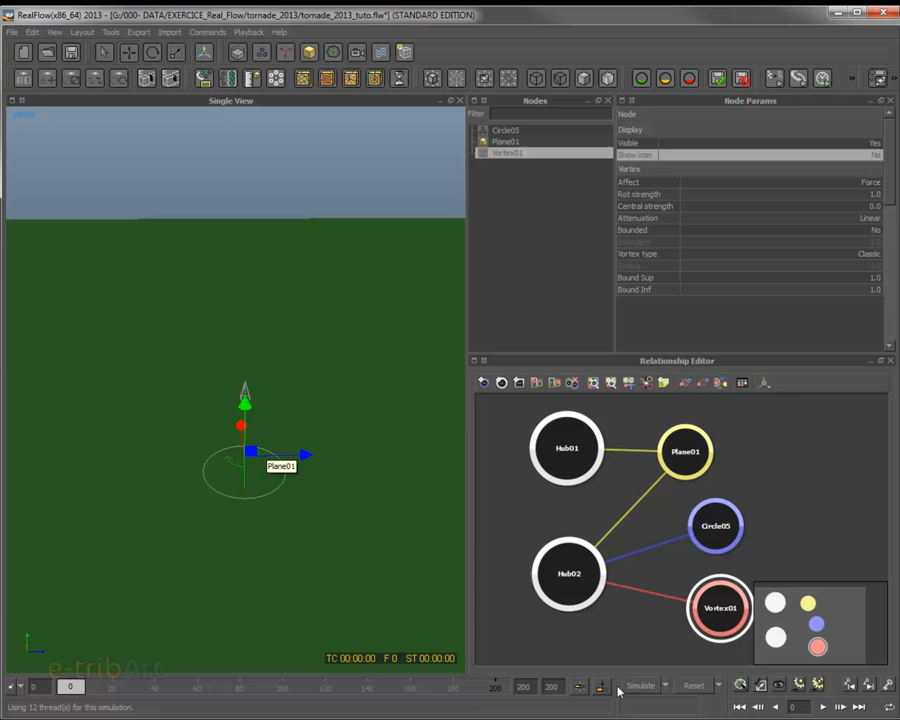 RealFlow(x86_64) 2013 - [G:/000- DATA/EXERCICE_Real_Flow/tornade_2013/tornade_2013_tuto.flw*] (STANDARD EDITION)
File Edit View Layout Tools Export Import Commands Playback Help
Single View
persp
Plane01
e-tribArt
TC 00:00:00 F 0 ST 00:00:00
Nodes
Filter
Circle05
Plane01
Vortex01
Node Params
Node
Display
Visible Yes
Show icon No
Vortex
Affect Force
Rot strength 1.0
Central strength 0.0
Attenuation Linear
Bounded No
Vortex type Classic
Bound Sup 1.0
Bound Inf 1.0
Relationship Editor
Hub01
Plane01
Circle05
Hub02
Vortex01
0 0 20 40 60 80 100 120 140 160 180 200 200 200 Simulate Reset
Using 12 thread(s) for this simulation. 0